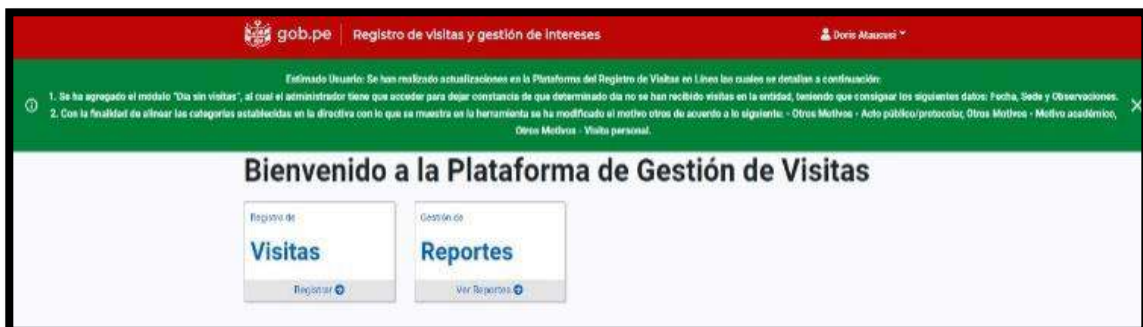 gob.pe | Registro de visitas y gestión de intereses
Doris Ataucusi
Estimado Usuario: Se han realizado actualizaciones en la Plataforma del Registro de Visitas en Línea las cuales se detallan a continuación:
1. Se ha agregado el módulo "Día sin visitas", al cual el administrador tiene que acceder para dejar constancia de que determinado día no se han recibido visitas en la entidad, teniendo que consignar los siguientes datos: Fecha, Sede y Observaciones.
2. Con la finalidad de alinear las categorías establecidas en la directiva con lo que se muestra en la herramienta se ha modificado el motivo otros de acuerdo a lo siguiente: - Otros Motivos - Acto público/protocolar, Otros Motivos - Motivo académico,
Otros Motivos - Visita personal.
Bienvenido a la Plataforma de Gestión de Visitas
Registro de
Visitas
Registrar
Gestión de
Reportes
Ver Reportes